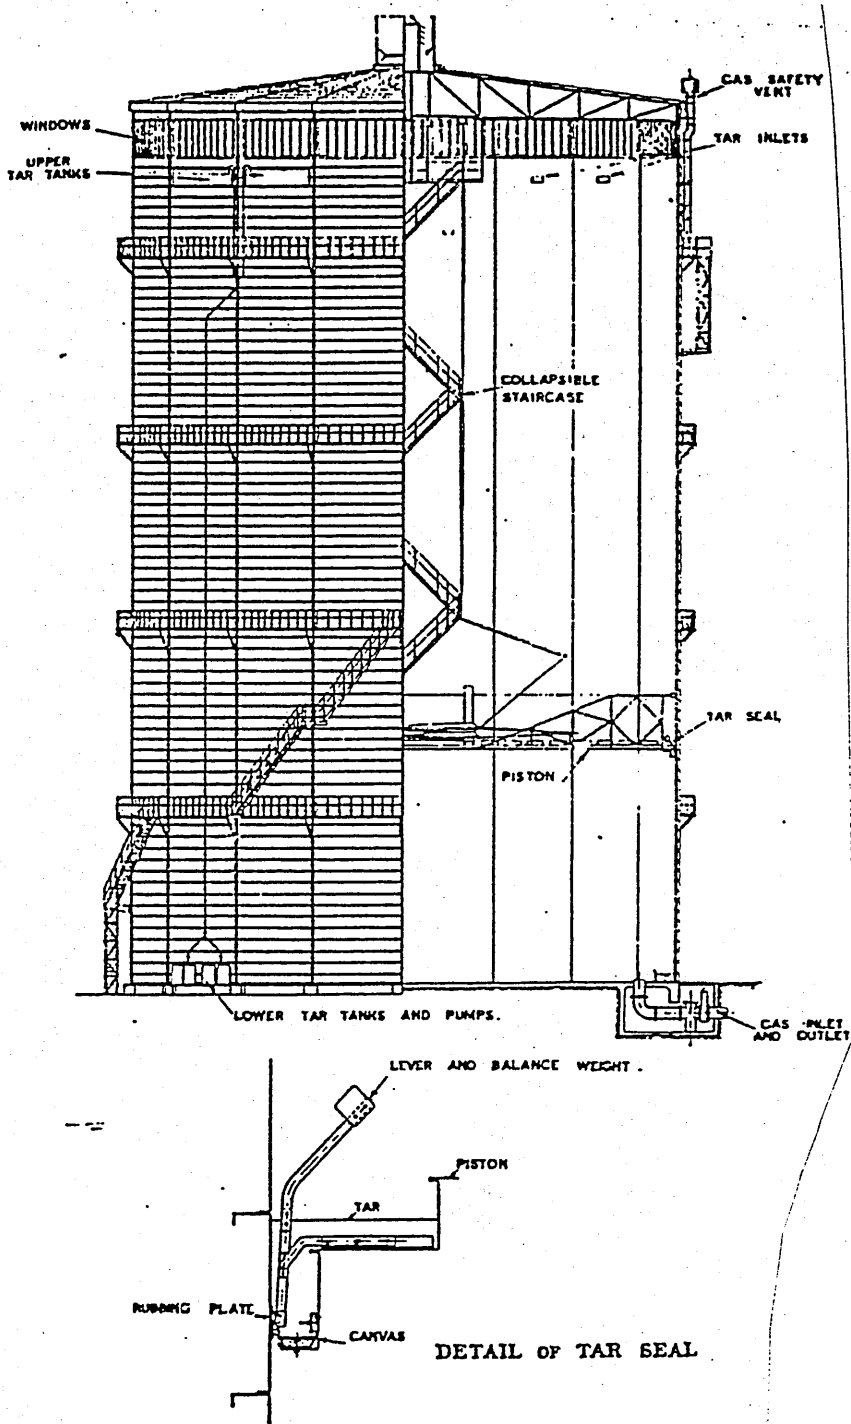 GAS SAFETY
VENT
WINDOWS
TAR INLETS
UPPER
TAR TANKS
COLLAPSIBLE
STAIRCASE
TAR SEAL
PISTON
LOWER TAR TANKS AND PUMPS.
GAS INLET
AND OUTLET
LEVER AND BALANCE WEIGHT.
PISTON
TAR
RUBBING PLATE
CANVAS
DETAIL OF TAR SEAL